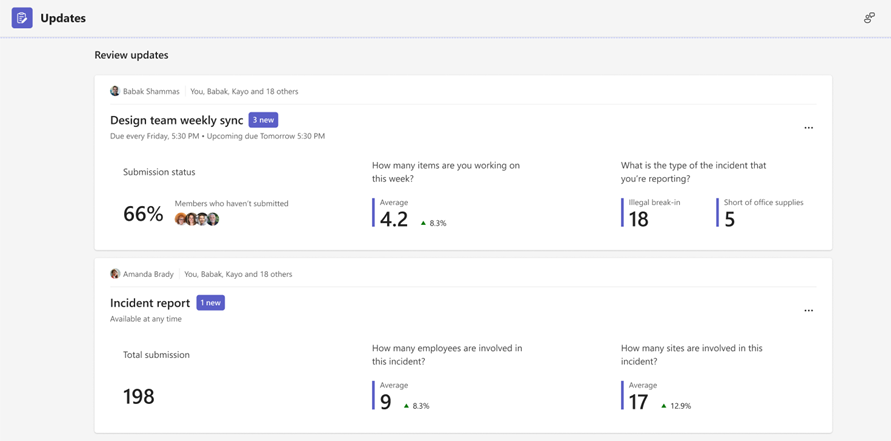 Updates
Review updates
Babak Shammas | You, Babak, Kayo and 18 others
Design team weekly sync 3 new
Due every Friday, 5:30 PM • Upcoming due Tomorrow 5:30 PM
Submission status
66%
Members who haven't submitted
How many items are you working on
this week?
Average
4.2 ▲ 8.3%
What is the type of the incident that
you're reporting?
Illegal break-in
18
Short of office supplies
5
Amanda Brady | You, Babak, Kayo and 18 others
Incident report 1 new
Available at any time
Total submission
198
How many employees are involved in
this incident?
Average
9 ▲ 8.3%
How many sites are involved in this
incident?
Average
17 ▲ 12.9%